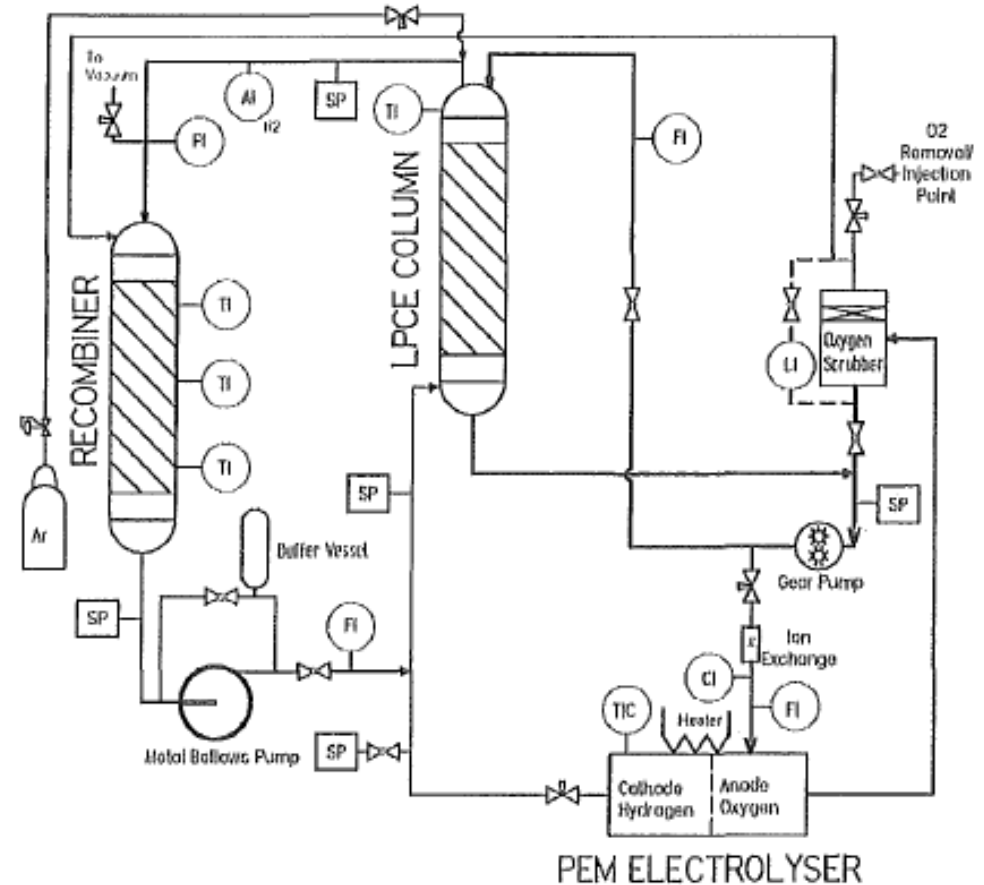 To
Vacuum
AI
H2
SP
TI
FI
O2
Removal/
Injection
Point
PI
LPCE COLUMN
RECOMBINER
TI
TI
TI
LI
Oxygen
Scrubber
SP
SP
Ar
Buffer Vessel
Gear Pump
SP
FI
Ion
Exchange
CI
FI
TIC
Heater
Metal Bellows Pump
SP
Cathode
Hydrogen
Anode
Oxygen
PEM ELECTROLYSER